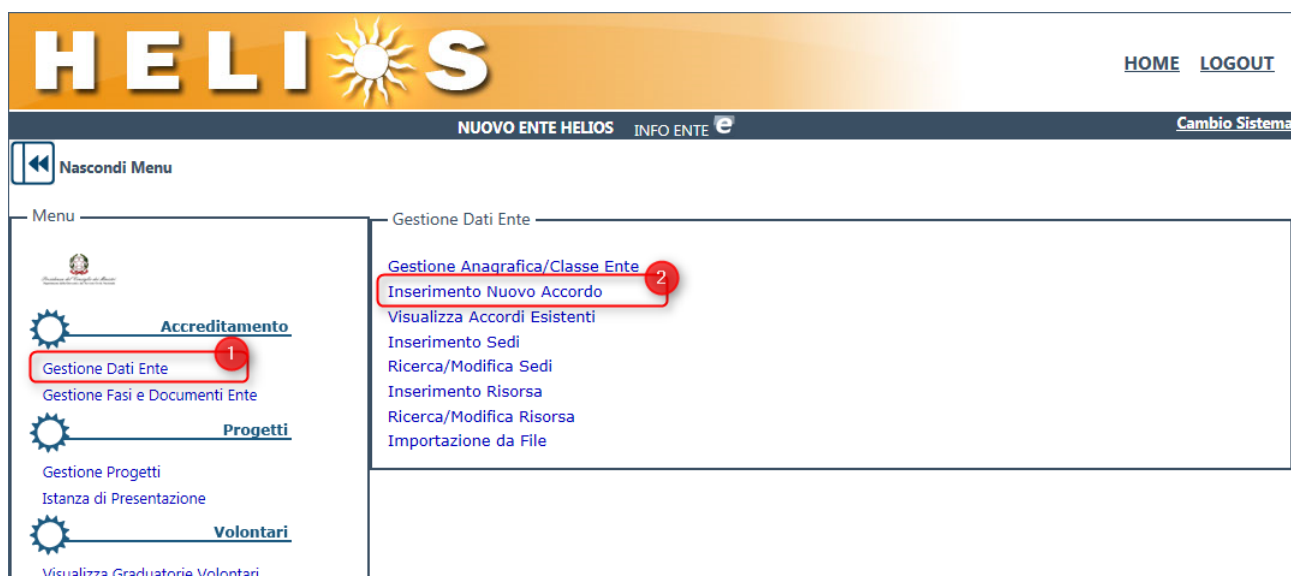 HELIOS
HOME LOGOUT
NUOVO ENTE HELIOS INFO ENTE e
Cambio Sistema
Nascondi Menu
Menu
Accreditamento
1
Gestione Dati Ente
Gestione Fasi e Documenti Ente
Progetti
Gestione Progetti
Istanza di Presentazione
Volontari
Visualizza Graduatorie Volontari
Gestione Dati Ente
Gestione Anagrafica/Classe Ente
2
Inserimento Nuovo Accordo
Visualizza Accordi Esistenti
Inserimento Sedi
Ricerca/Modifica Sedi
Inserimento Risorsa
Ricerca/Modifica Risorsa
Importazione da File